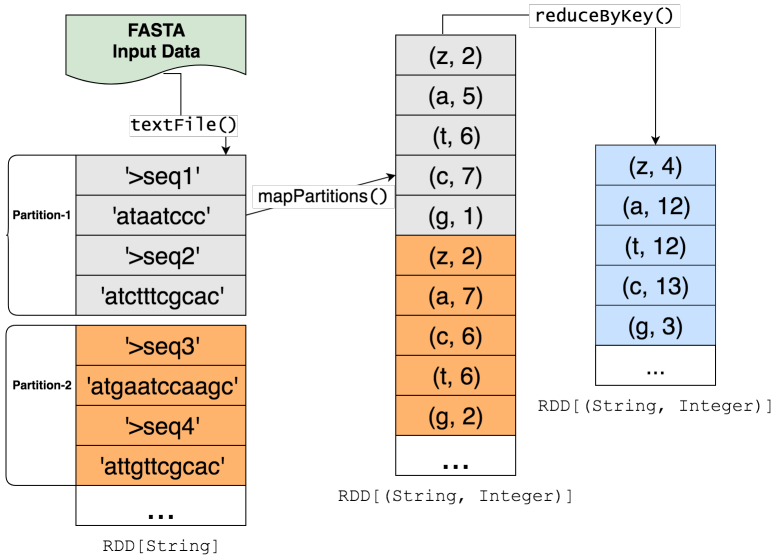 FASTA
Input Data
textFile()
Partition-1
'>seq1'
'ataatccc'
'>seq2'
'atctttcgcac'
Partition-2
'>seq3'
'atgaatccaagc'
'>seq4'
'attgttcgcac'
...
RDD[String]
mapPartitions()
(z, 2)
(a, 5)
(t, 6)
(c, 7)
(g, 1)
(z, 2)
(a, 7)
(c, 6)
(t, 6)
(g, 2)
...
RDD[(String, Integer)]
reduceByKey()
(z, 4)
(a, 12)
(t, 12)
(c, 13)
(g, 3)
...
RDD[(String, Integer)]